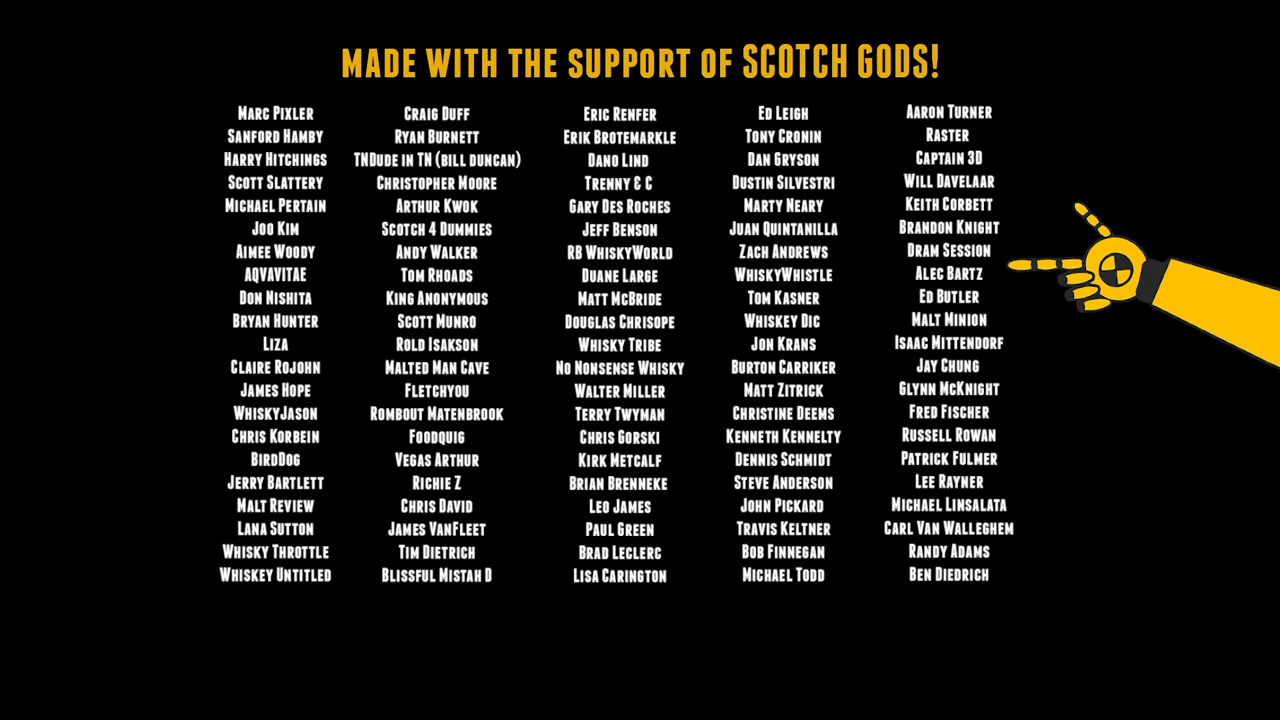 MADE WITH THE SUPPORT OF SCOTCH GODS!
MARC PIXLER
SANFORD HAMBY
HARRY HITCHINGS
SCOTT SLATTERY
MICHAEL PERTAIN
JOO KIM
AIMEE WOODY
AQVAVITAE
DON NISHITA
BRYAN HUNTER
LIZA
CLAIRE ROJOHN
JAMES HOPE
WHISKYJASON
CHRIS KORBEIN
BIRDDOG
JERRY BARTLETT
MALT REVIEW
LANA SUTTON
WHISKY THROTTLE
WHISKEY UNTITLED
CRAIG DUFF
RYAN BURNETT
TNDUDE IN TN (BILL DUNCAN)
CHRISTOPHER MOORE
ARTHUR KWOK
SCOTCH 4 DUMMIES
ANDY WALKER
TOM RHOADS
KING ANONYMOUS
SCOTT MUNRO
ROLD ISAKSON
MALTED MAN CAVE
FLETCHYOU
ROMBOUT MATENBROOK
FOODQUIG
VEGAS ARTHUR
RICHIE Z
CHRIS DAVID
JAMES VANFLEET
TIM DIETRICH
BLISSFUL MISTAH D
ERIC RENFER
ERIK BROTEMARKLE
DANO LIND
TRENNY & C
GARY DES ROCHES
JEFF BENSON
RB WHISKYWORLD
DUANE LARGE
MATT MCBRIDE
DOUGLAS CHRISOPE
WHISKY TRIBE
NO NONSENSE WHISKY
WALTER MILLER
TERRY TWYMAN
CHRIS GORSKI
KIRK METCALF
BRIAN BRENNEKE
LEO JAMES
PAUL GREEN
BRAD LECLERC
LISA CARINGTON
ED LEIGH
TONY CRONIN
DAN GRYSON
DUSTIN SILVESTRI
MARTY NEARY
JUAN QUINTANILLA
ZACH ANDREWS
WHISKYWHISTLE
TOM KASNER
WHISKEY DIC
JON KRANS
BURTON CARRIKER
MATT ZITRICK
CHRISTINE DEEMS
KENNETH KENNELTY
DENNIS SCHMIDT
STEVE ANDERSON
JOHN PICKARD
TRAVIS KELTNER
BOB FINNEGAN
MICHAEL TODD
AARON TURNER
RASTER
CAPTAIN 3D
WILL DAVELAAR
KEITH CORBETT
BRANDON KNIGHT
DRAM SESSION
ALEC BARTZ
ED BUTLER
MALT MINION
ISAAC MITTENDORF
JAY CHUNG
GLYNN MCKNIGHT
FRED FISCHER
RUSSELL ROWAN
PATRICK FULMER
LEE RAYNER
MICHAEL LINSALATA
CARL VAN WALLEGHEM
RANDY ADAMS
BEN DIEDRICH